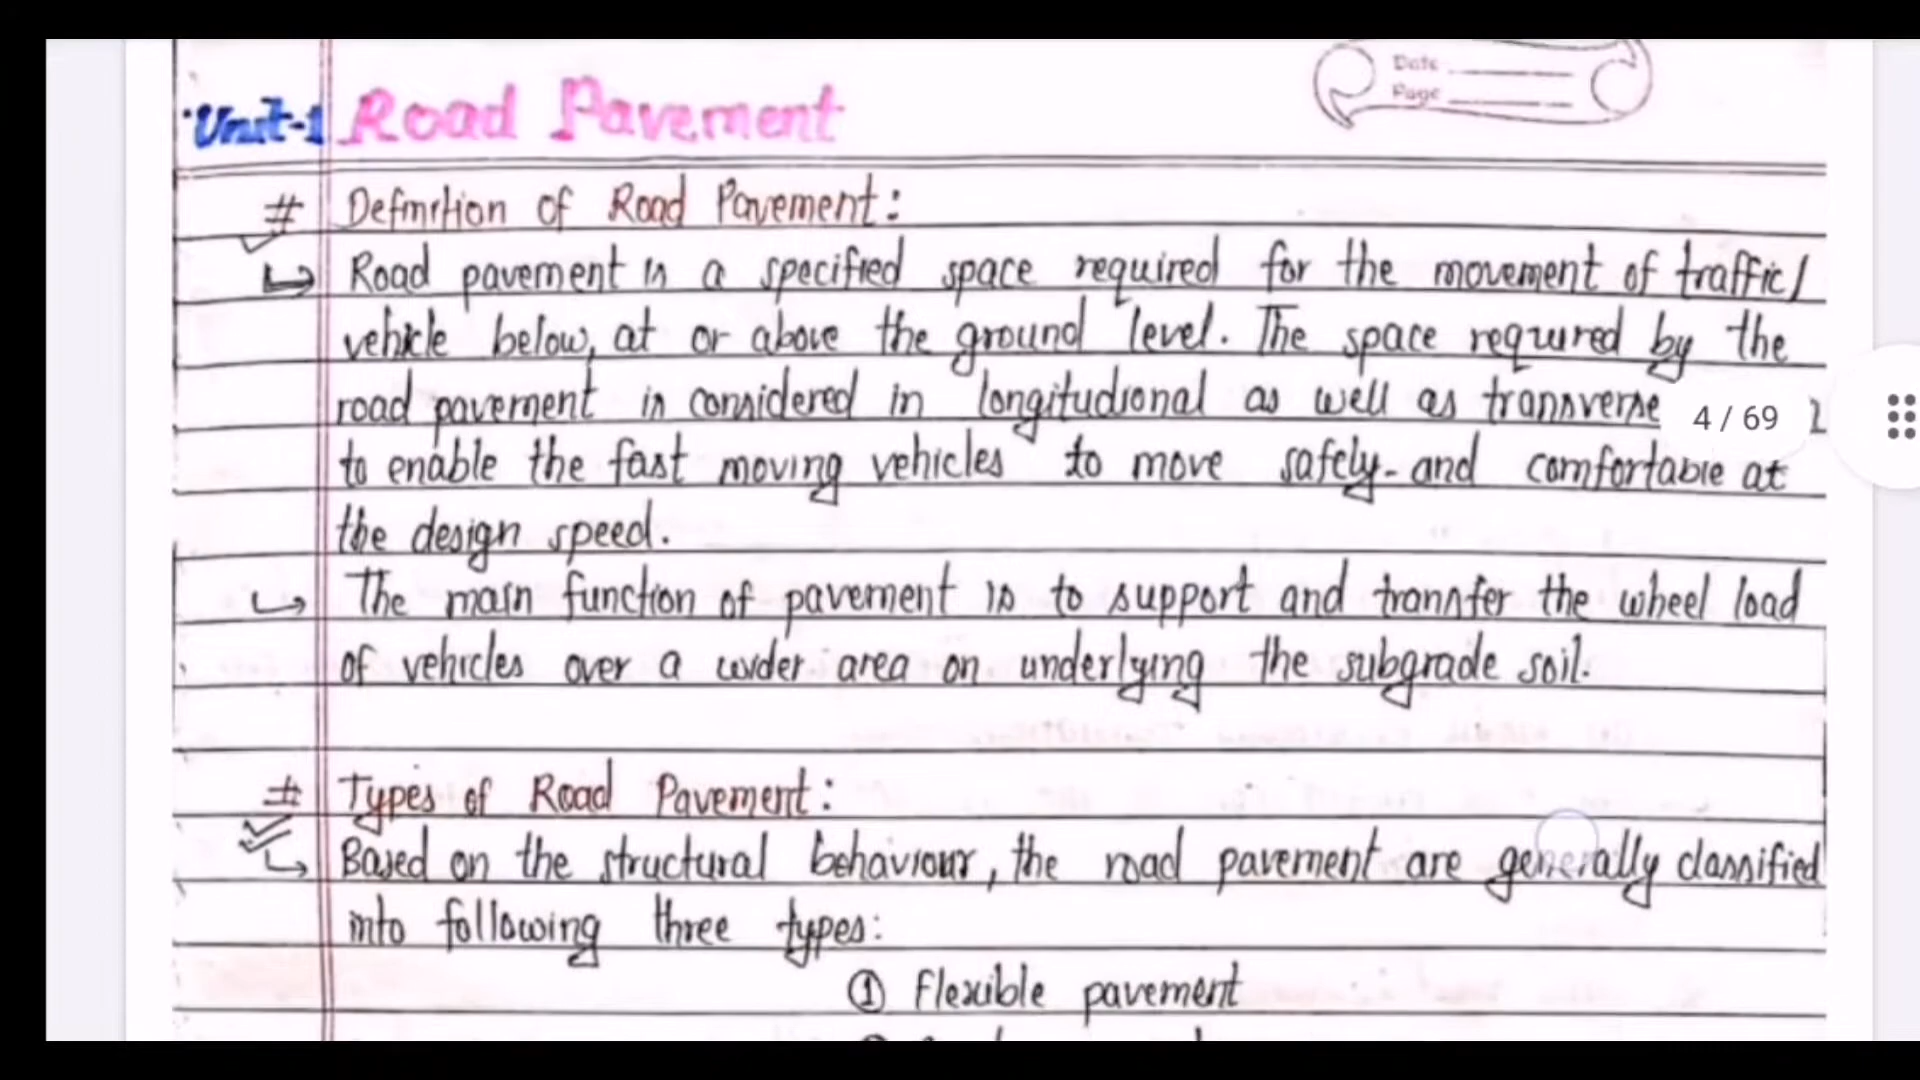 Date
Page
Unit-1 Road Pavement
# Definition of Road Pavement:
Road pavement is a specified space required for the movement of traffic/
vehicle below, at or above the ground level. The space required by the
road pavement is considered in longitudional as well as transverse
4 / 69
to enable the fast moving vehicles to move safely and comfortable at
the design speed.
The main function of pavement is to support and transfer the wheel load
of vehicles over a wider area on underlying the subgrade soil.
# Types of Road Pavement:
Based on the structural behaviour, the road pavement are generally classified
into following three types:
① Flexible pavement